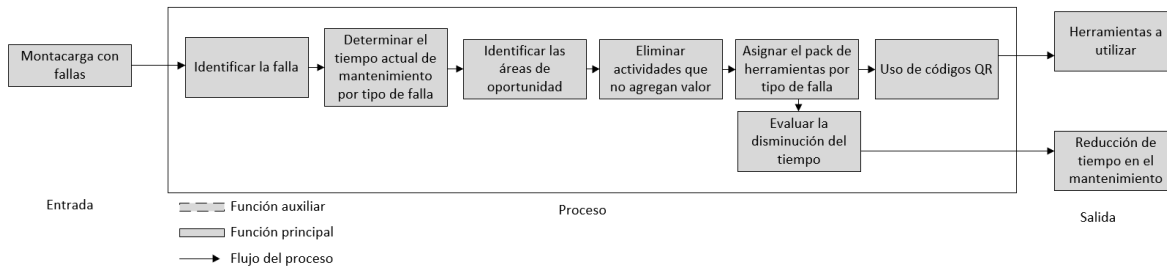 Montacarga con
fallas
Identificar la falla
Determinar el
tiempo actual de
mantenimiento
por tipo de falla
Identificar las
áreas de
oportunidad
Eliminar
actividades que
no agregan valor
Asignar el pack de
herramientas por
tipo de falla
Uso de códigos QR
Herramientas a
utilizar
Evaluar la
disminución del
tiempo
Reducción de
tiempo en el
mantenimiento
Entrada
Proceso
Salida
Función auxiliar
Función principal
Flujo del proceso